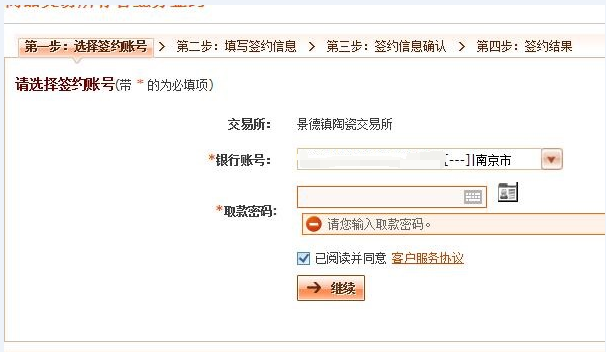 第一步：选择签约账号 > 第二步：填写签约信息 > 第三步：签约信息确认 > 第四步：签约结果
请选择签约账号(带 * 的为必填项)
交易所： 景德镇陶瓷交易所
*银行账号： [---]|南京市
*取款密码：
请您输入取款密码。
已阅读并同意 客户服务协议
→ 继续